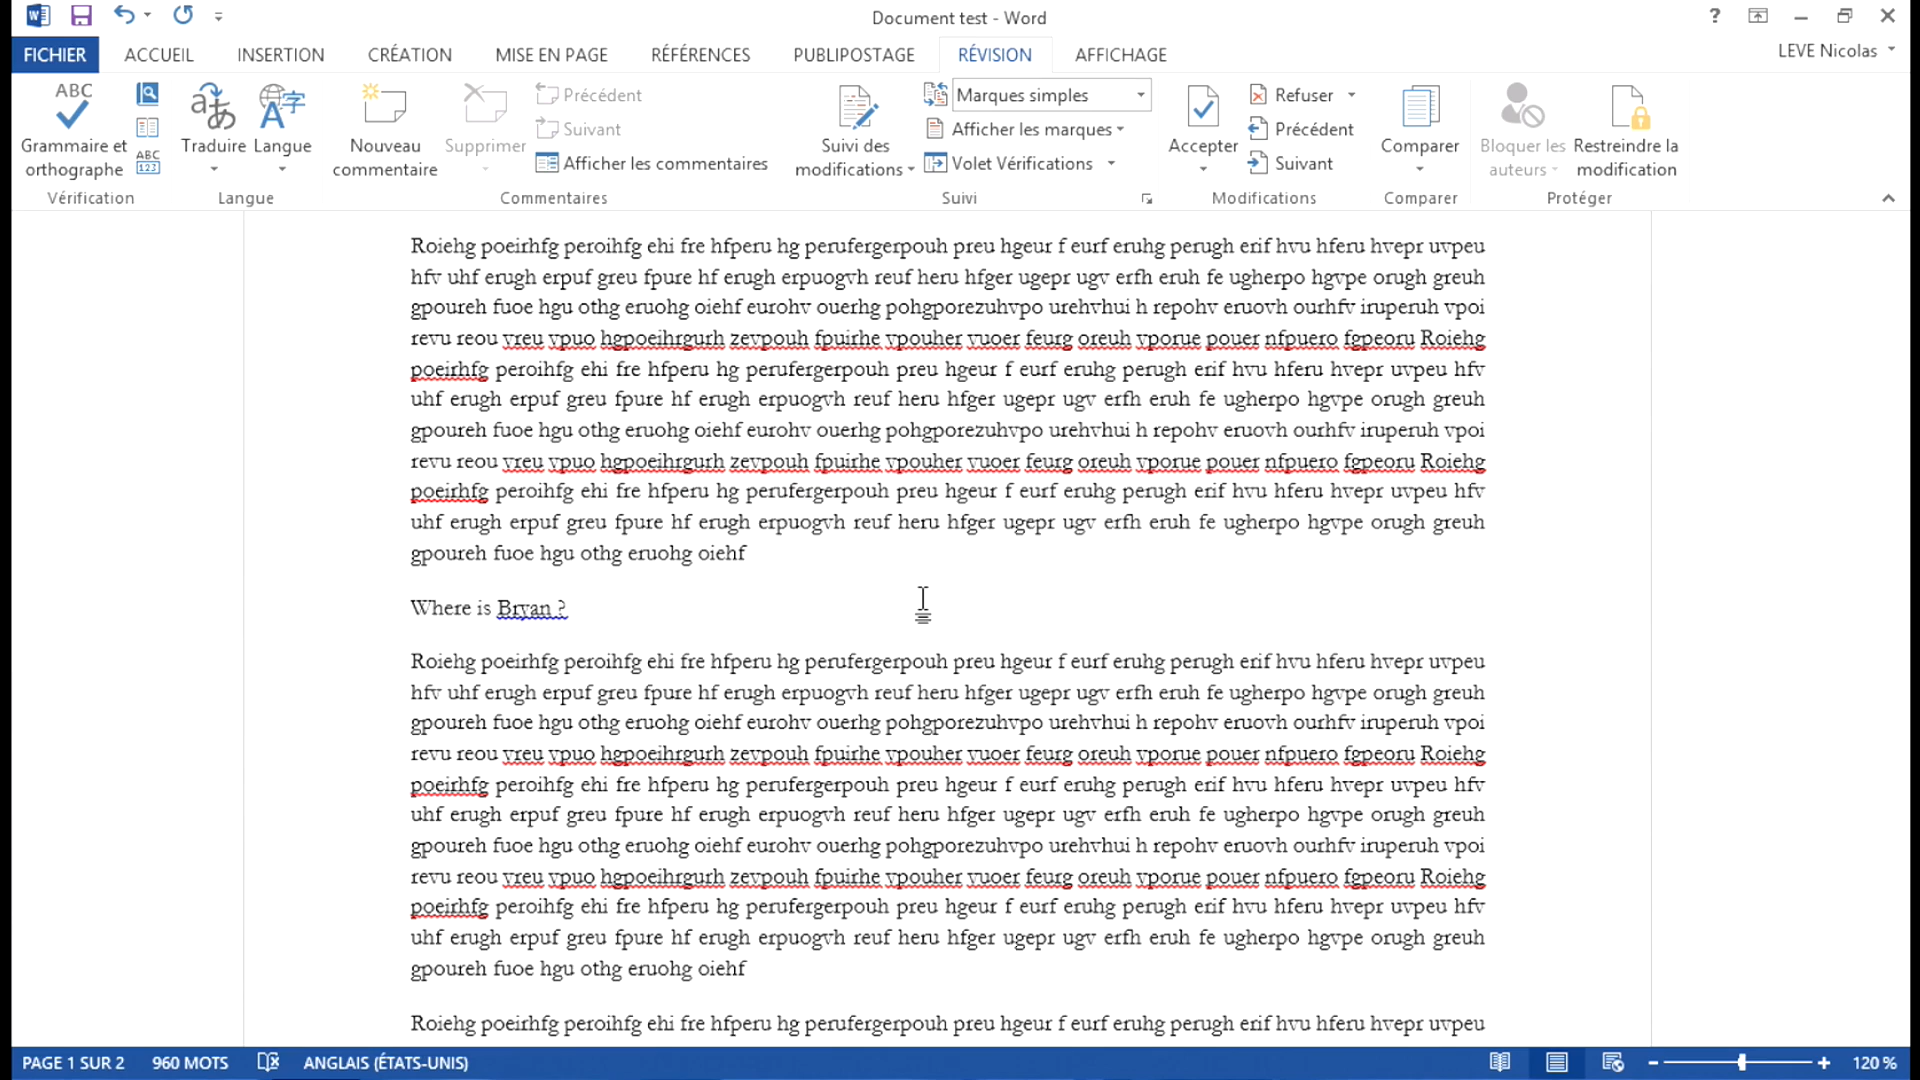 Document test - Word
?
FICHIER ACCUEIL INSERTION CRÉATION MISE EN PAGE RÉFÉRENCES PUBLIPOSTAGE RÉVISION AFFICHAGE LEVE Nicolas
ABC
Grammaire et orthographe
ABC
123
Vérification
Traduire
Langue
Langue
Nouveau commentaire
Supprimer
Précédent
Suivant
Afficher les commentaires
Commentaires
Suivi des modifications
Marques simples
Afficher les marques
Volet Vérifications
Suivi
Accepter
Refuser
Précédent
Suivant
Modifications
Comparer
Comparer
Bloquer les auteurs
Restreindre la modification
Protéger
Roiehg poeirhfg peroihfg ehi fre hfperu hg perufergerpouh preu hgeur f eurf eruhg perugh erif hvu hferu hvepr uvpeu
hfv uhf erugh erpuf greu fpure hf erugh erpuogvh reuf heru hfger ugepr ugv erfh eruh fe ugherpo hgvpe orugh greuh
gpoureh fuoe hgu othg eruohg oiehf eurohv ouerhg pohgporezuhvpo urehvhui h repohv eruovh ourhfv iruperuh vpoi
revu reou vreu vpuo hgpoeihrgurh zevpouh fpuirhe vpouher vuoer feurg oreuh vporue pouer nfpuero fgpeoru Roiehg
poeirhfg peroihfg ehi fre hfperu hg perufergerpouh preu hgeur f eurf eruhg perugh erif hvu hferu hvepr uvpeu hfv
uhf erugh erpuf greu fpure hf erugh erpuogvh reuf heru hfger ugepr ugv erfh eruh fe ugherpo hgvpe orugh greuh
gpoureh fuoe hgu othg eruohg oiehf eurohv ouerhg pohgporezuhvpo urehvhui h repohv eruovh ourhfv iruperuh vpoi
revu reou vreu vpuo hgpoeihrgurh zevpouh fpuirhe vpouher vuoer feurg oreuh vporue pouer nfpuero fgpeoru Roiehg
poeirhfg peroihfg ehi fre hfperu hg perufergerpouh preu hgeur f eurf eruhg perugh erif hvu hferu hvepr uvpeu hfv
uhf erugh erpuf greu fpure hf erugh erpuogvh reuf heru hfger ugepr ugv erfh eruh fe ugherpo hgvpe orugh greuh
gpoureh fuoe hgu othg eruohg oiehf
Where is Bryan ?
Roiehg poeirhfg peroihfg ehi fre hfperu hg perufergerpouh preu hgeur f eurf eruhg perugh erif hvu hferu hvepr uvpeu
hfv uhf erugh erpuf greu fpure hf erugh erpuogvh reuf heru hfger ugepr ugv erfh eruh fe ugherpo hgvpe orugh greuh
gpoureh fuoe hgu othg eruohg oiehf eurohv ouerhg pohgporezuhvpo urehvhui h repohv eruovh ourhfv iruperuh vpoi
revu reou vreu vpuo hgpoeihrgurh zevpouh fpuirhe vpouher vuoer feurg oreuh vporue pouer nfpuero fgpeoru Roiehg
poeirhfg peroihfg ehi fre hfperu hg perufergerpouh preu hgeur f eurf eruhg perugh erif hvu hferu hvepr uvpeu hfv
uhf erugh erpuf greu fpure hf erugh erpuogvh reuf heru hfger ugepr ugv erfh eruh fe ugherpo hgvpe orugh greuh
gpoureh fuoe hgu othg eruohg oiehf eurohv ouerhg pohgporezuhvpo urehvhui h repohv eruovh ourhfv iruperuh vpoi
revu reou vreu vpuo hgpoeihrgurh zevpouh fpuirhe vpouher vuoer feurg oreuh vporue pouer nfpuero fgpeoru Roiehg
poeirhfg peroihfg ehi fre hfperu hg perufergerpouh preu hgeur f eurf eruhg perugh erif hvu hferu hvepr uvpeu hfv
uhf erugh erpuf greu fpure hf erugh erpuogvh reuf heru hfger ugepr ugv erfh eruh fe ugherpo hgvpe orugh greuh
gpoureh fuoe hgu othg eruohg oiehf
Roiehg poeirhfg peroihfg ehi fre hfperu hg perufergerpouh preu hgeur f eurf eruhg perugh erif hvu hferu hvepr uvpeu
PAGE 1 SUR 2 960 MOTS ANGLAIS (ÉTATS-UNIS) 120 %